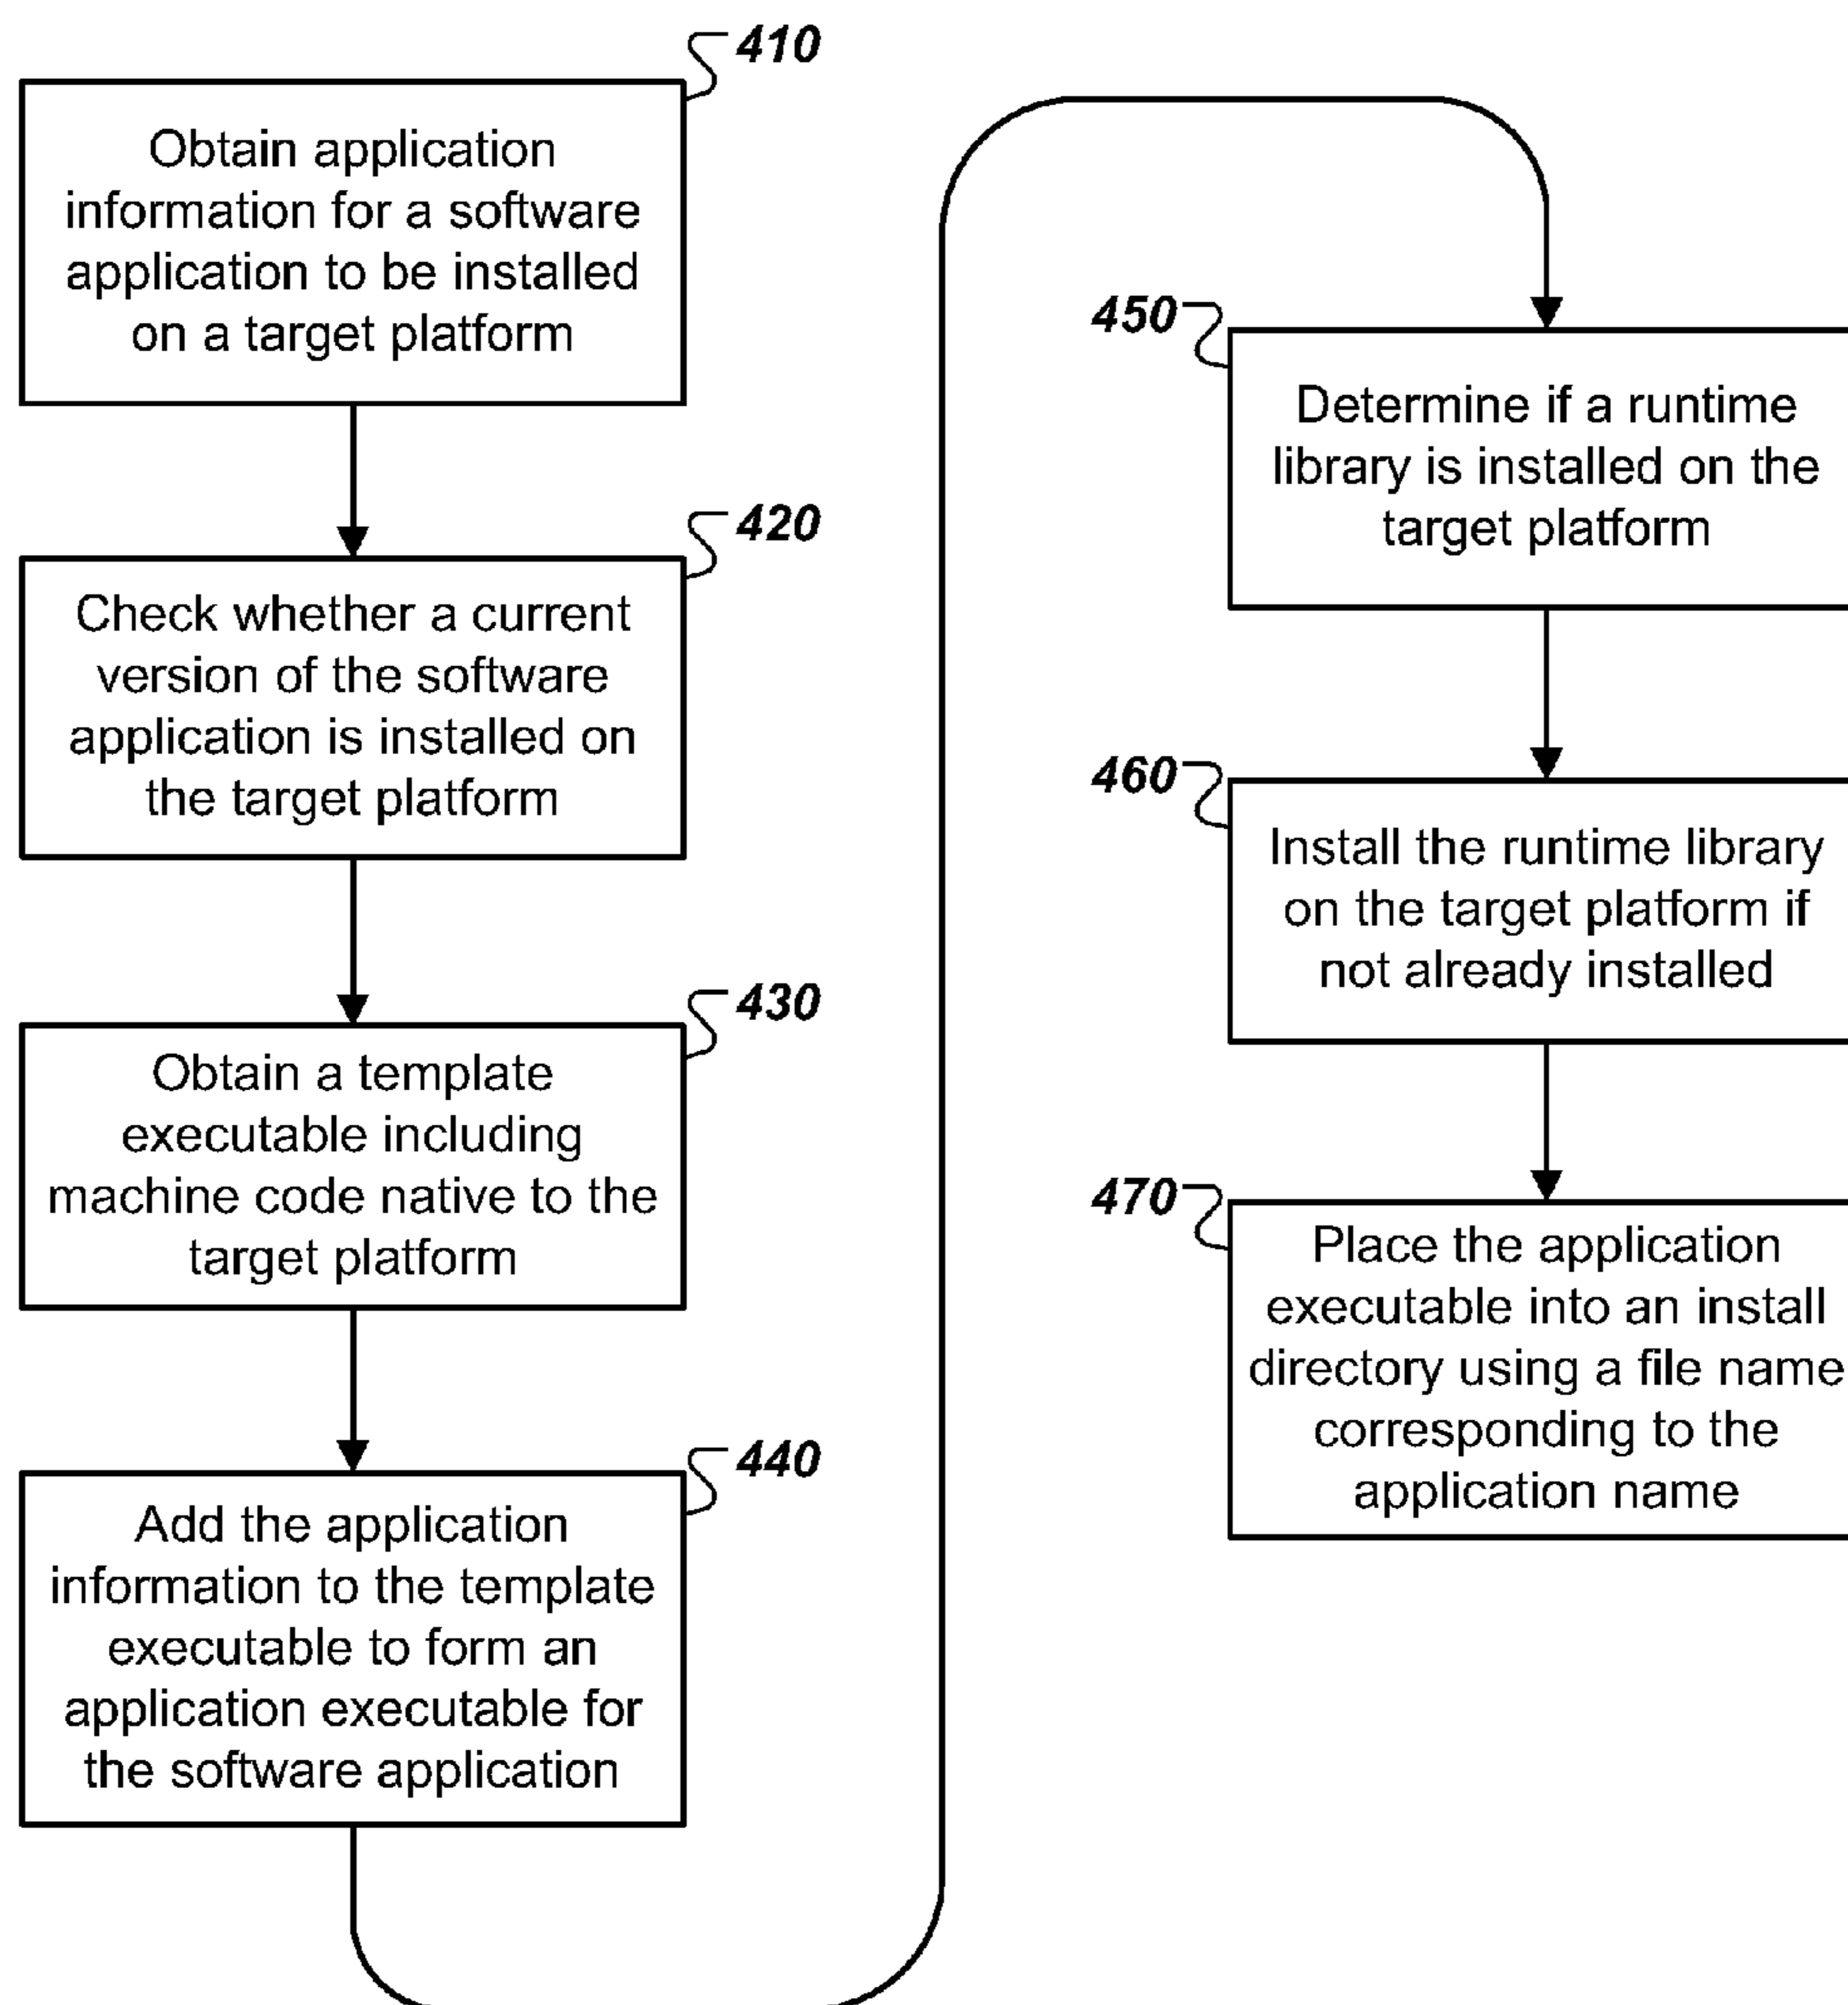 410
Obtain application
information for a software
application to be installed
on a target platform
420
Check whether a current
version of the software
application is installed on
the target platform
430
Obtain a template
executable including
machine code native to the
target platform
440
Add the application
information to the template
executable to form an
application executable for
the software application
450
Determine if a runtime
library is installed on the
target platform
460
Install the runtime library
on the target platform if
not already installed
470
Place the application
executable into an install
directory using a file name
corresponding to the
application name